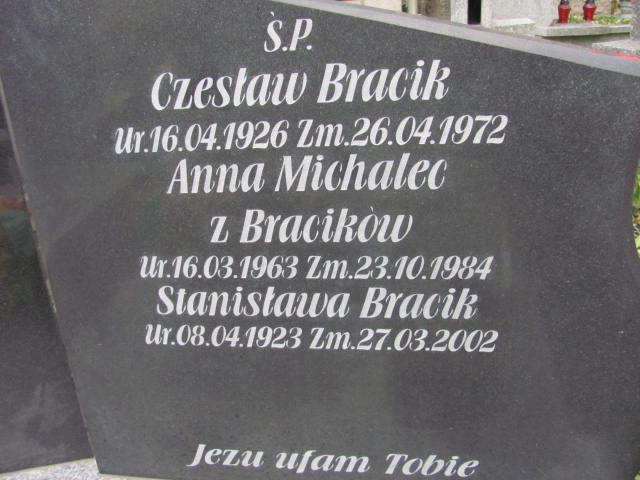 Ś.P.
Czesław Bracik
Ur.16.04.1926 Zm.26.04.1972
Anna Michalec
z Bracików
Ur.16.03.1963 Zm.23.10.1984
Stanisława Bracik
Ur.08.04.1923 Zm.27.03.2002
Jezu ufam Tobie